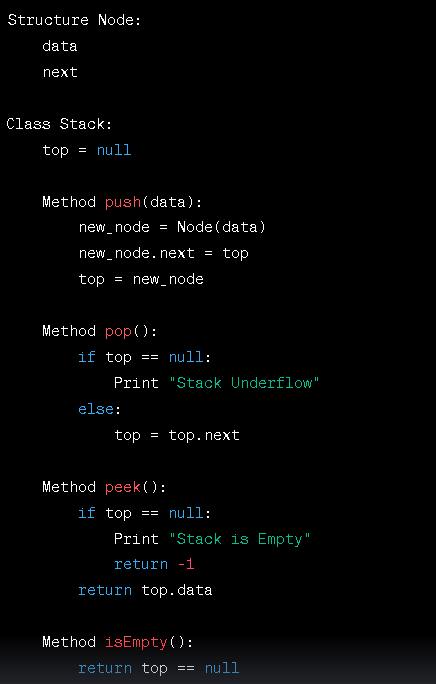 Structure Node:
    data
    next

Class Stack:
    top = null

    Method push(data):
        new_node = Node(data)
        new_node.next = top
        top = new_node

    Method pop():
        if top == null:
            Print "Stack Underflow"
        else:
            top = top.next

    Method peek():
        if top == null:
            Print "Stack is Empty"
            return -1
        return top.data

    Method isEmpty():
        return top == null